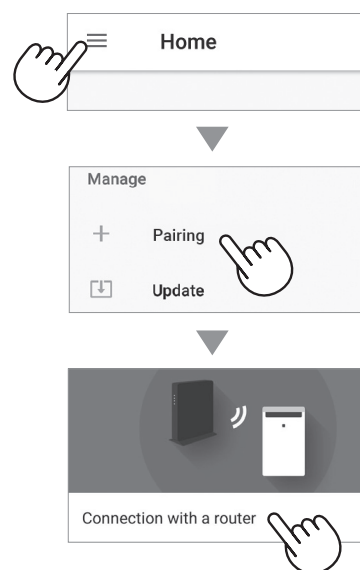 Home
Manage
Pairing
Update
Connection with a router